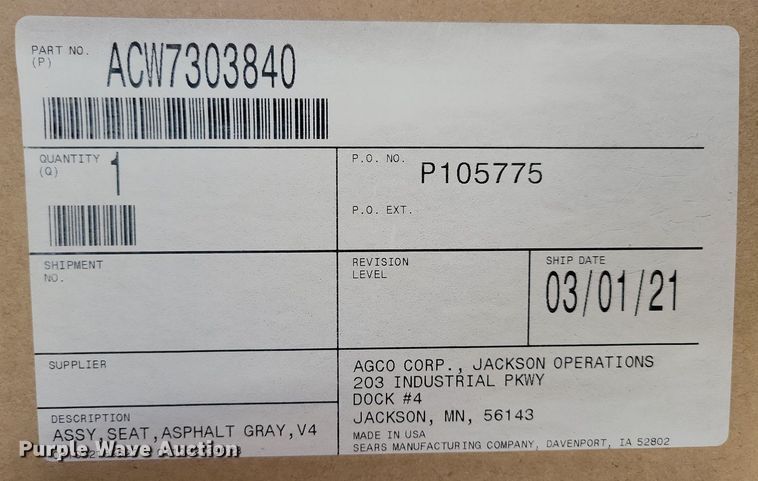 PART NO.
(P)
ACW7303840
QUANTITY
(Q)
1
P.O. NO.
P105775
P.O. EXT.
SHIPMENT
NO.
REVISION
LEVEL
SHIP DATE
03/01/21
SUPPLIER
AGCO CORP., JACKSON OPERATIONS
203 INDUSTRIAL PKWY
DOCK #4
JACKSON, MN, 56143
MADE IN USA
SEARS MANUFACTURING COMPANY, DAVENPORT, IA 52802
DESCRIPTION
ASSY,SEAT,ASPHALT GRAY,V4
Purple Wave Auction